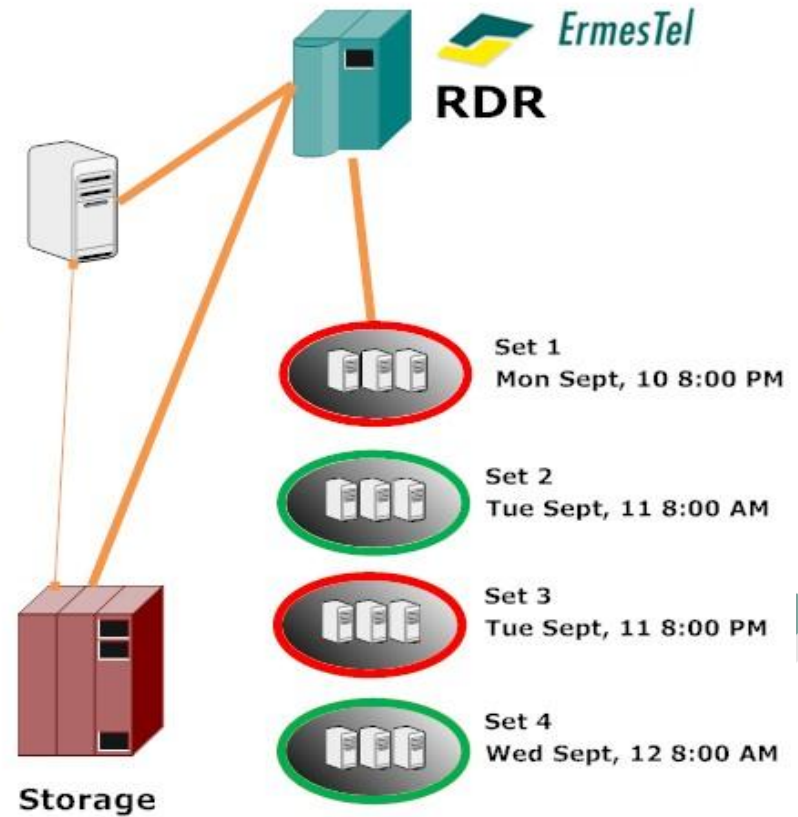 ErmesTel
RDR
Set 1
Mon Sept, 10 8:00 PM
Set 2
Tue Sept, 11 8:00 AM
Set 3
Tue Sept, 11 8:00 PM
Set 4
Wed Sept, 12 8:00 AM
Storage